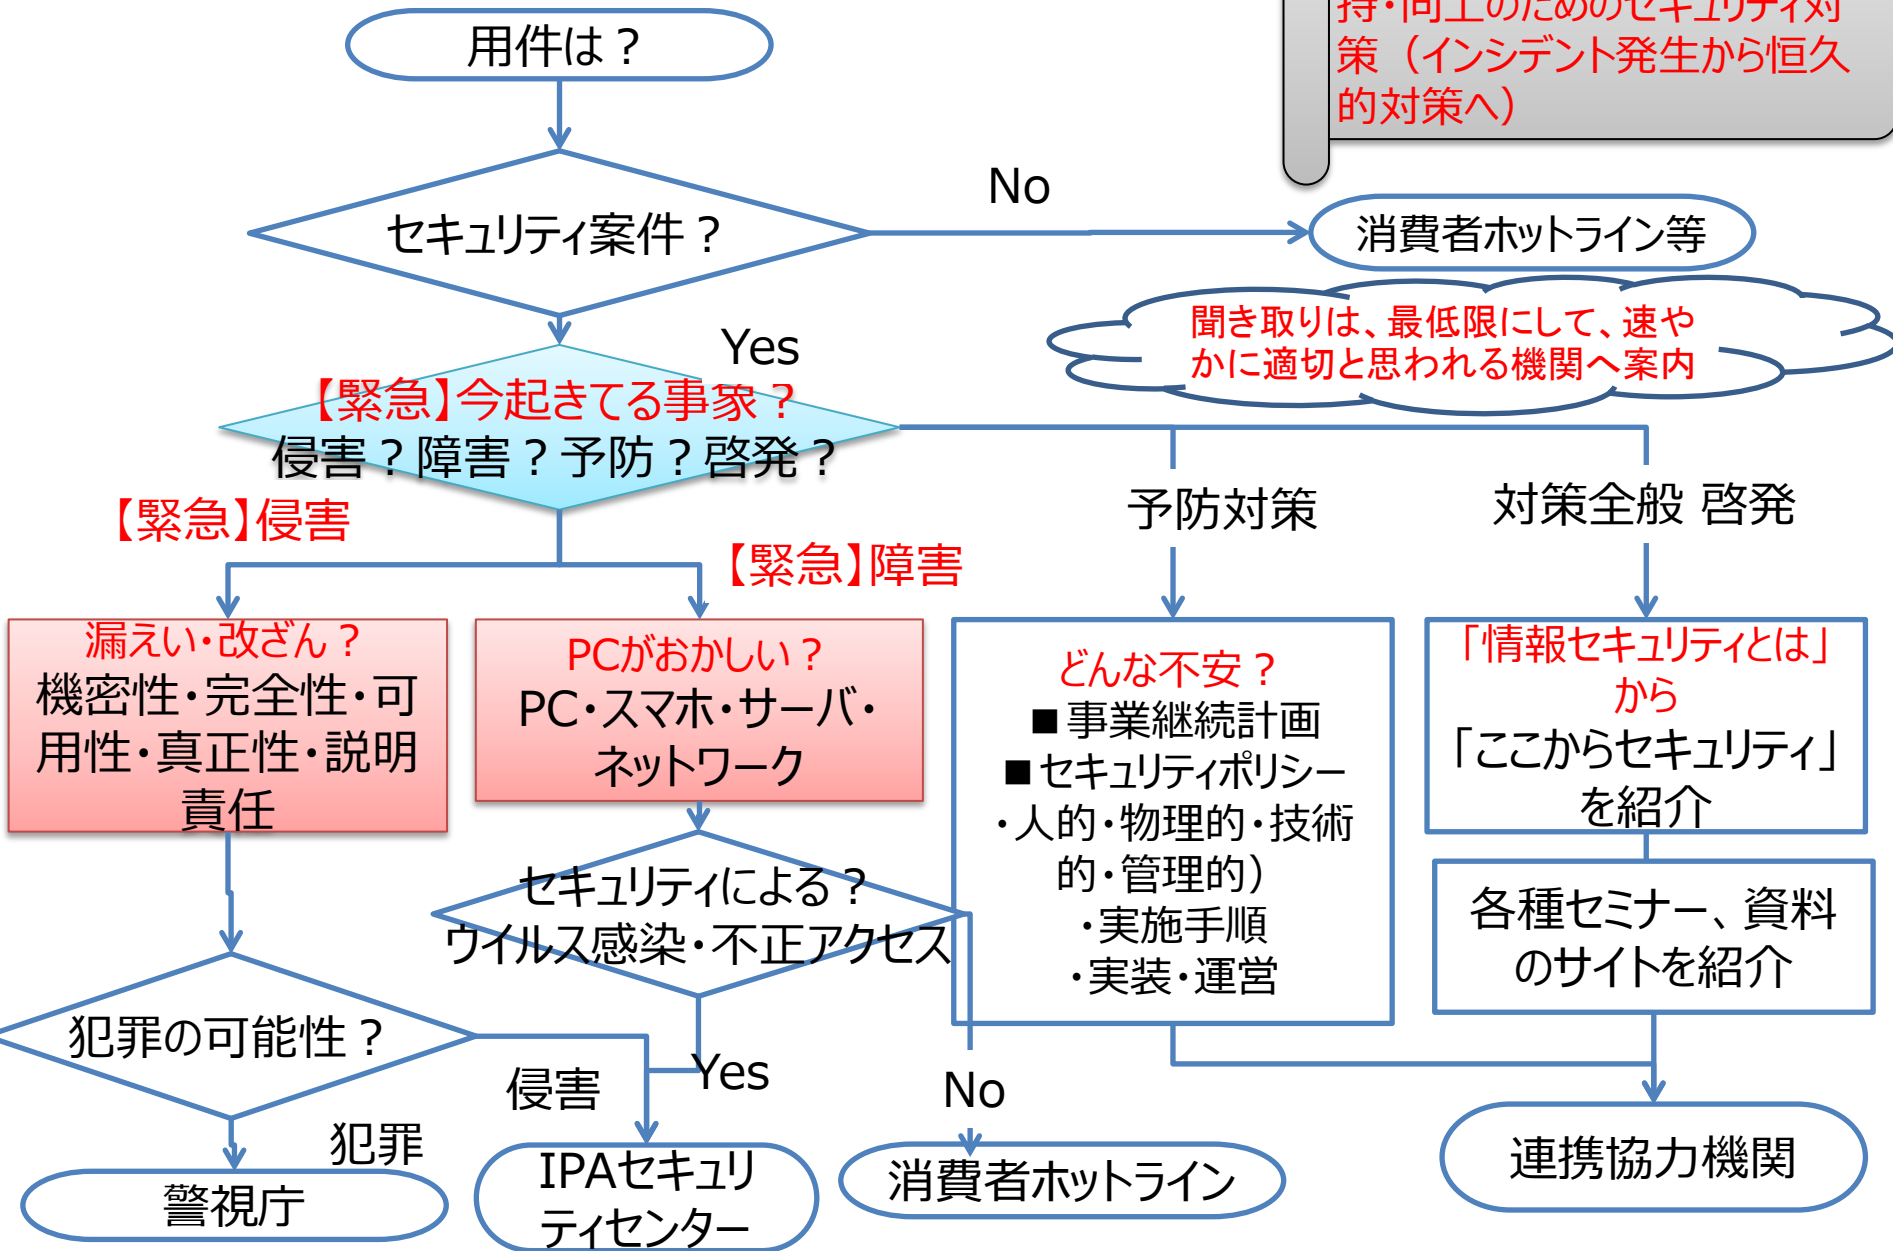 用件は？
持・向上のためのセキュリティ対
策（インシデント発生から恒久
的対策へ）
セキュリティ案件？
No
消費者ホットライン等
Yes
聞き取りは、最低限にして、速や
かに適切と思われる機関へ案内
【緊急】今起きてる事象？
侵害？障害？予防？啓発？
【緊急】侵害
【緊急】障害
予防対策
対策全般 啓発
漏えい・改ざん？
機密性・完全性・可
用性・真正性・説明
責任
PCがおかしい？
PC・スマホ・サーバ・
ネットワーク
どんな不安？
■事業継続計画
■セキュリティポリシー
・人的・物理的・技術
的・管理的）
・実施手順
・実装・運営
「情報セキュリティとは」
から
「ここからセキュリティ」
を紹介
セキュリティによる？
ウイルス感染・不正アクセス
各種セミナー、資料
のサイトを紹介
犯罪の可能性？
侵害
Yes
No
犯罪
警視庁
IPAセキュリ
ティセンター
消費者ホットライン
連携協力機関